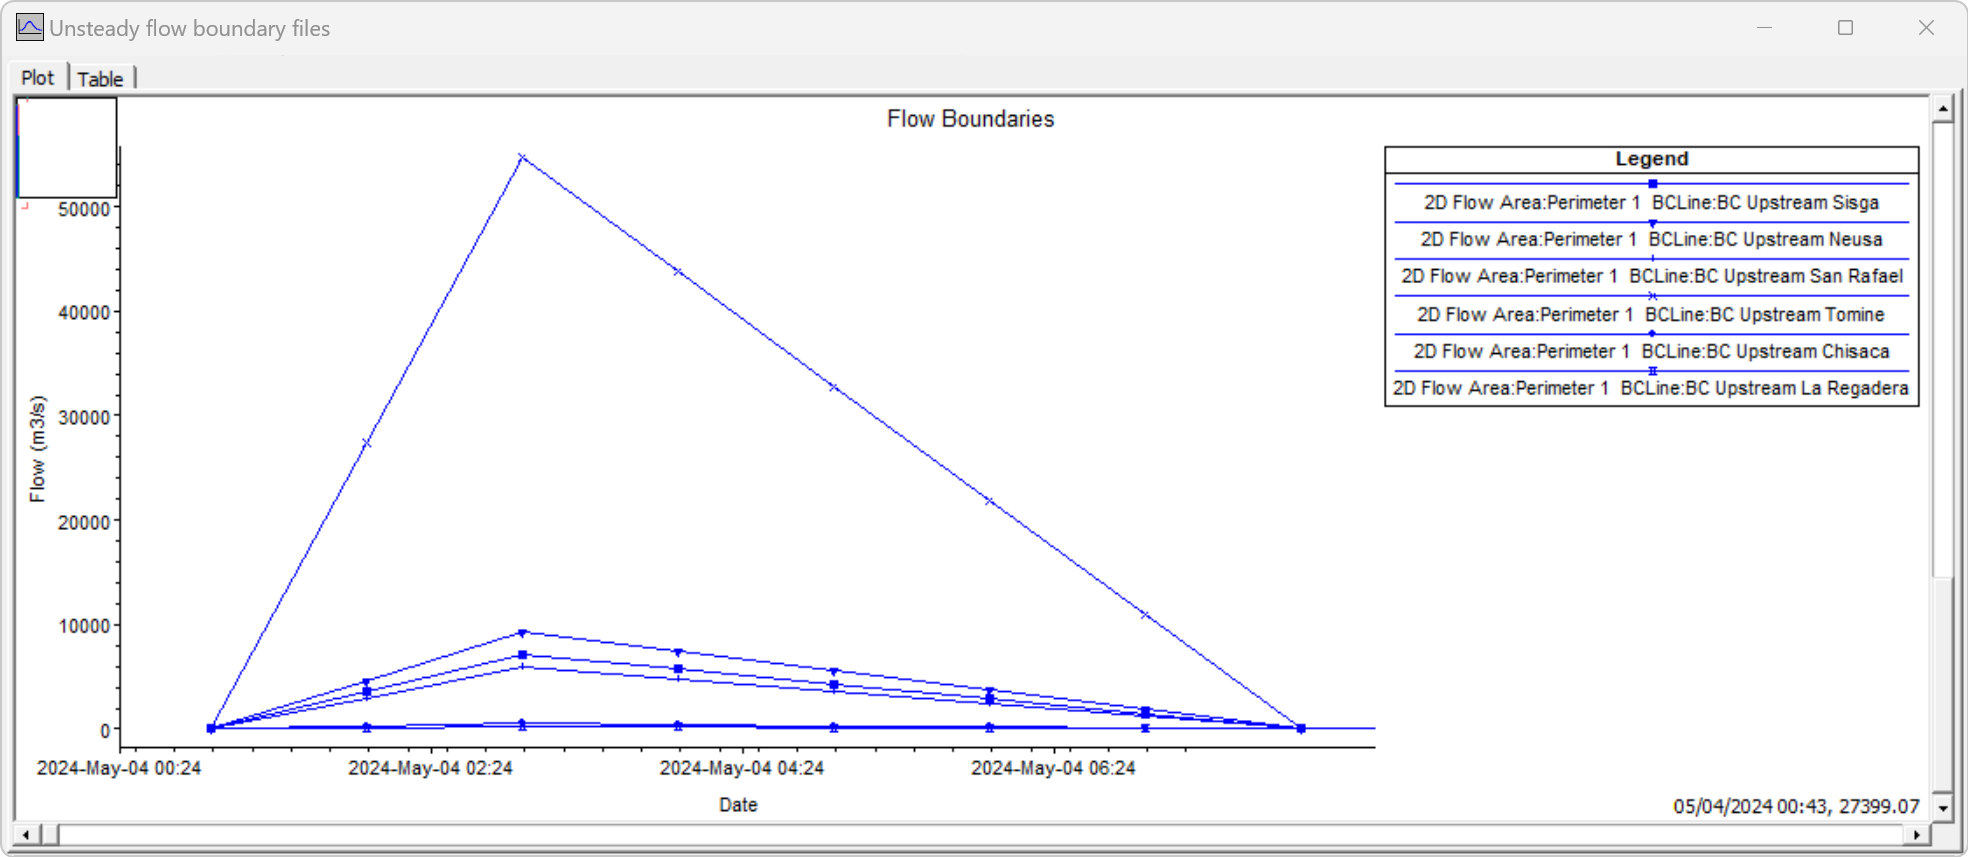 Unsteady flow boundary files
Plot
Table
Flow Boundaries
Legend
2D Flow Area:Perimeter 1 BCLine:BC Upstream Sisga
2D Flow Area:Perimeter 1 BCLine:BC Upstream Neusa
2D Flow Area:Perimeter 1 BCLine:BC Upstream San Rafael
2D Flow Area:Perimeter 1 BCLine:BC Upstream Tomine
2D Flow Area:Perimeter 1 BCLine:BC Upstream Chisaca
2D Flow Area:Perimeter 1 BCLine:BC Upstream La Regadera
Flow (m3/s)
50000
40000
30000
20000
10000
0
2024-May-04 00:24
2024-May-04 02:24
2024-May-04 04:24
2024-May-04 06:24
Date
05/04/2024 00:43, 27399.07